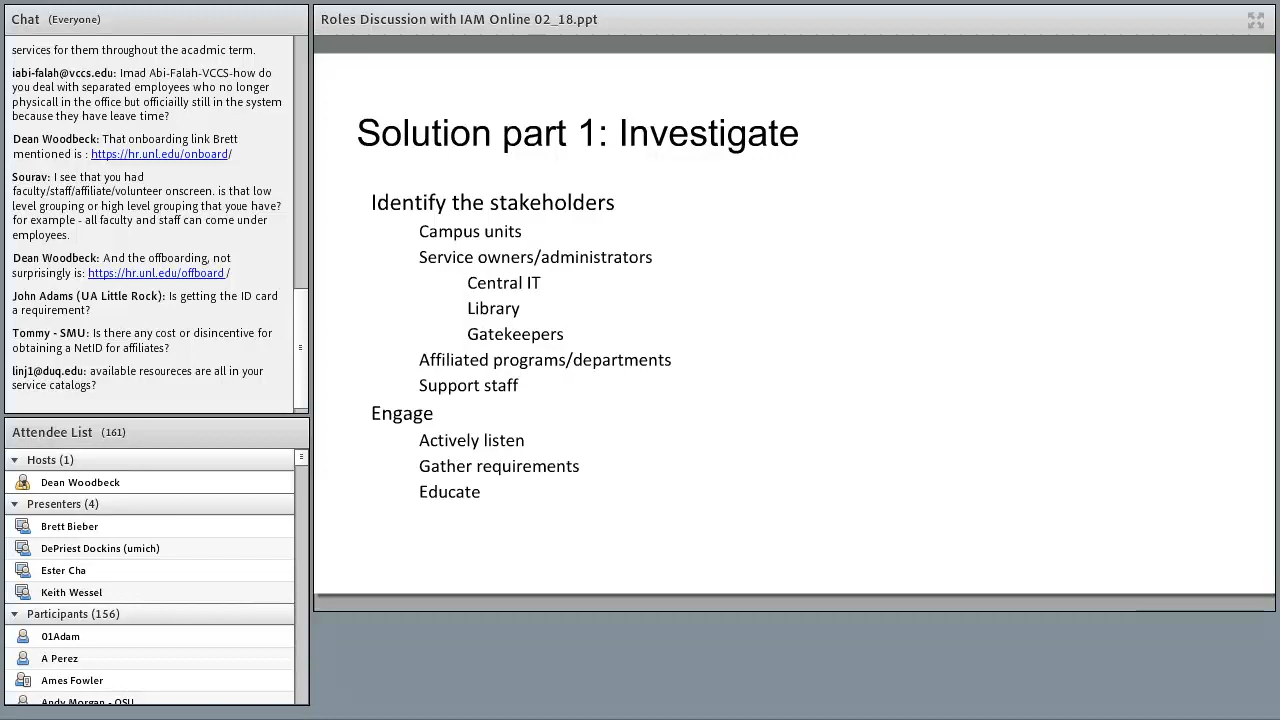 Chat (Everyone)
services for them throughout the acadmic term.
iabi-falah@vccs.edu: Imad Abi-Falah-VCCS-how do
you deal with separated employees who no longer
physicall in the office but officiailly still in the system
because they have leave time?
Dean Woodbeck: That onboarding link Brett
mentioned is : https://hr.unl.edu/onboard/
Sourav: I see that you had
faculty/staff/affiliate/volunteer onscreen. is that low
level grouping or high level grouping that youe have?
for example - all faculty and staff can come under
employees.
Dean Woodbeck: And the offboarding, not
surprisingly is: https://hr.unl.edu/offboard /
John Adams (UA Little Rock): Is getting the ID card
a requirement?
Tommy - SMU: Is there any cost or disincentive for
obtaining a NetID for affiliates?
linj1@duq.edu: available resoureces are all in your
service catalogs?
Attendee List (161)
Hosts (1)
Dean Woodbeck
Presenters (4)
Brett Bieber
DePriest Dockins (umich)
Ester Cha
Keith Wessel
Participants (156)
01Adam
A Perez
Ames Fowler
Andy Morgan - OSU
Roles Discussion with IAM Online 02_18.ppt
Solution part 1: Investigate
Identify the stakeholders
Campus units
Service owners/administrators
Central IT
Library
Gatekeepers
Affiliated programs/departments
Support staff
Engage
Actively listen
Gather requirements
Educate